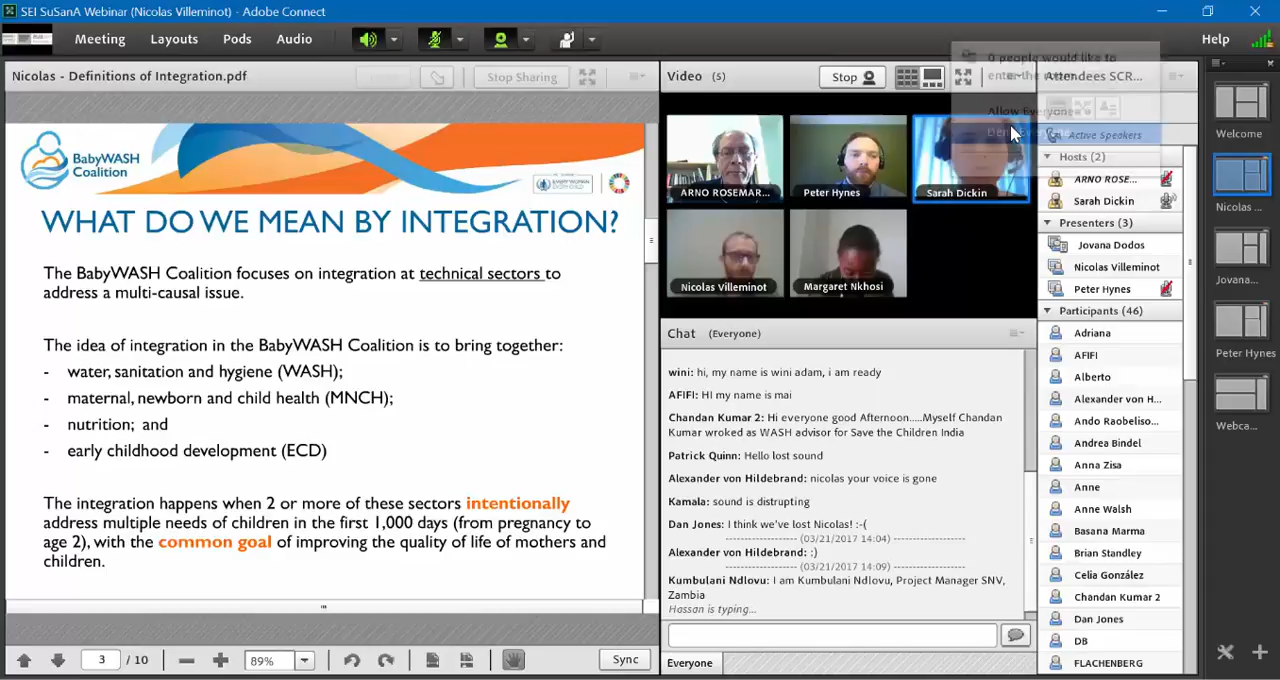 SEI SuSanA Webinar (Nicolas Villeminot) - Adobe Connect
Meeting Layouts Pods Audio Help
Nicolas - Definitions of Integration.pdf
Stop Sharing
BabyWASH
Coalition
WHAT DO WE MEAN BY INTEGRATION?
The BabyWASH Coalition focuses on integration at technical sectors to
address a multi-causal issue.
The idea of integration in the BabyWASH Coalition is to bring together:
- water, sanitation and hygiene (WASH);
- maternal, newborn and child health (MNCH);
- nutrition; and
- early childhood development (ECD)
The integration happens when 2 or more of these sectors intentionally
address multiple needs of children in the first 1,000 days (from pregnancy to
age 2), with the common goal of improving the quality of life of mothers and
children.
3 / 10 89% Sync
Video (5) Stop
ARNO ROSEMAR... Peter Hynes Sarah Dickin
Nicolas Villeminot Margaret Nkhosi
Chat (Everyone)
wini: hi, my name is wini adam, i am ready
AFIFI: HI my name is mai
Chandan Kumar 2: Hi everyone good Afternoon.....Myself Chandan
Kumar wroked as WASH advisor for Save the Children India
Patrick Quinn: Hello lost sound
Alexander von Hildebrand: nicolas your voice is gone
Kamala: sound is distrupting
Dan Jones: I think we've lost Nicolas! :-(
------------------ (03/21/2017 14:04) ------------------
Alexander von Hildebrand: :)
------------------ (03/21/2017 14:09) ------------------
Kumbulani Ndlovu: I am Kumbulani Ndlovu, Project Manager SNV,
Zambia
Hassan is typing...
Everyone
0 people would like to
enter the
Allow Everyone
Deny Everyone
Attendees SCR...
Active Speakers
Hosts (2)
ARNO ROSE...
Sarah Dickin
Presenters (3)
Jovana Dodos
Nicolas Villeminot
Peter Hynes
Participants (46)
Adriana
AFIFI
Alberto
Alexander von H...
Ando Raobeliso...
Andrea Bindel
Anna Zisa
Anne
Anne Walsh
Basana Marma
Brian Standley
Celia González
Chandan Kumar 2
Dan Jones
DB
FLACHENBERG
Welcome
Nicolas ...
Jovana...
Peter Hynes
Webca...